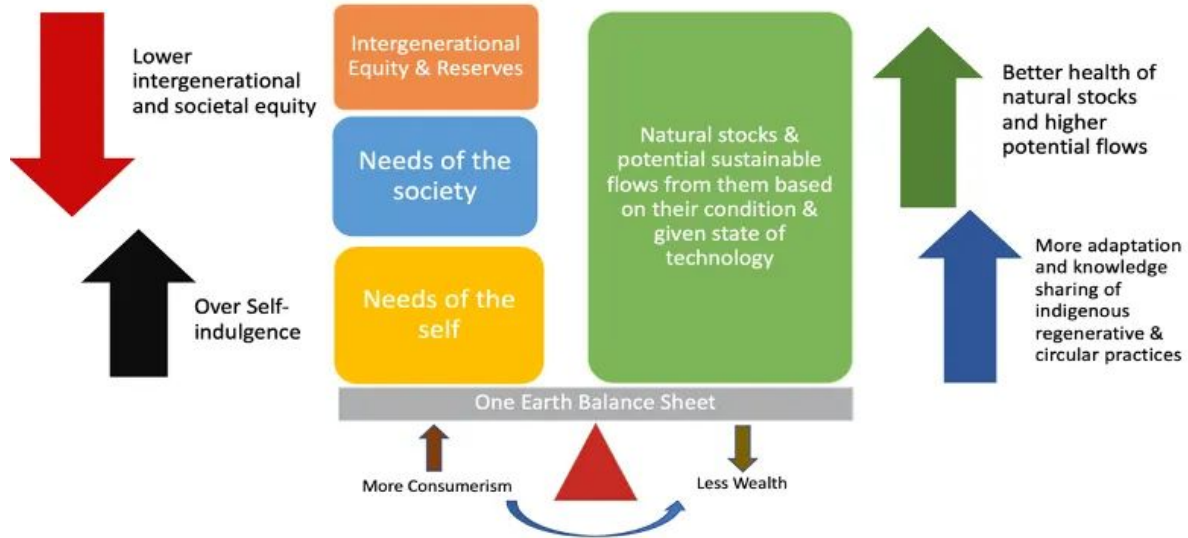 Lower
intergenerational
and societal equity
Over Self-
indulgence
Intergenerational
Equity & Reserves
Needs of the
society
Needs of the
self
Natural stocks &
potential sustainable
flows from them based
on their condition &
given state of
technology
Better health of
natural stocks
and higher
potential flows
More adaptation
and knowledge
sharing of
indigenous
regenerative &
circular practices
One Earth Balance Sheet
More Consumerism
Less Wealth